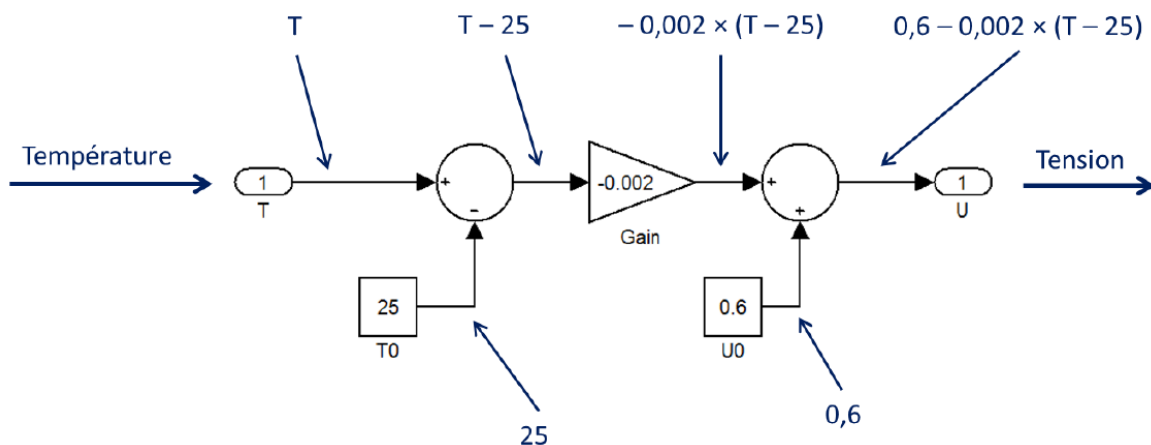 T
T – 25
– 0,002 × (T – 25)
0,6 – 0,002 × (T – 25)
Température
1
T
+
-
-0.002
Gain
+
+
1
U
Tension
25
T0
0.6
U0
25
0,6